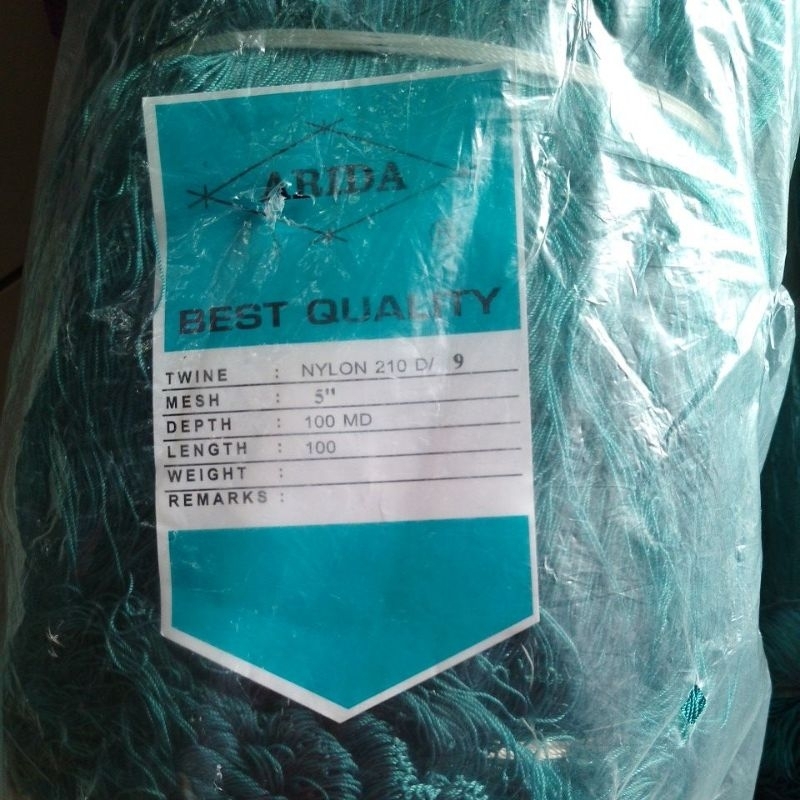 ARIDA
BEST QUALITY
TWINE : NYLON 210 D/ 9
MESH : 5"
DEPTH : 100 MD
LENGTH : 100
WEIGHT :
REMARKS :